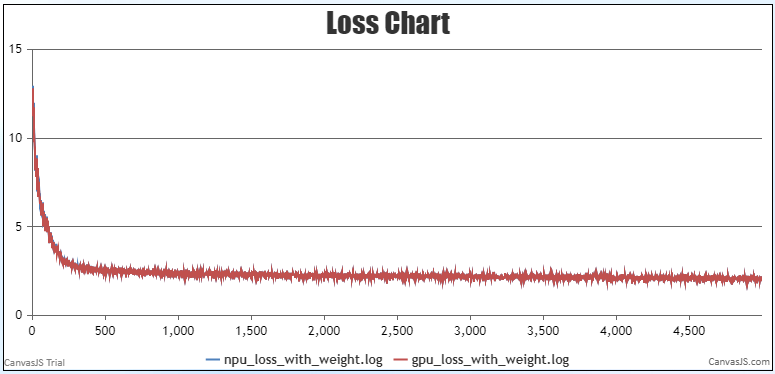 Loss Chart
15
10
5
0
0 500 1,000 1,500 2,000 2,500 3,000 3,500 4,000 4,500
npu_loss_with_weight.log gpu_loss_with_weight.log
CanvasJS Trial CanvasJS.com